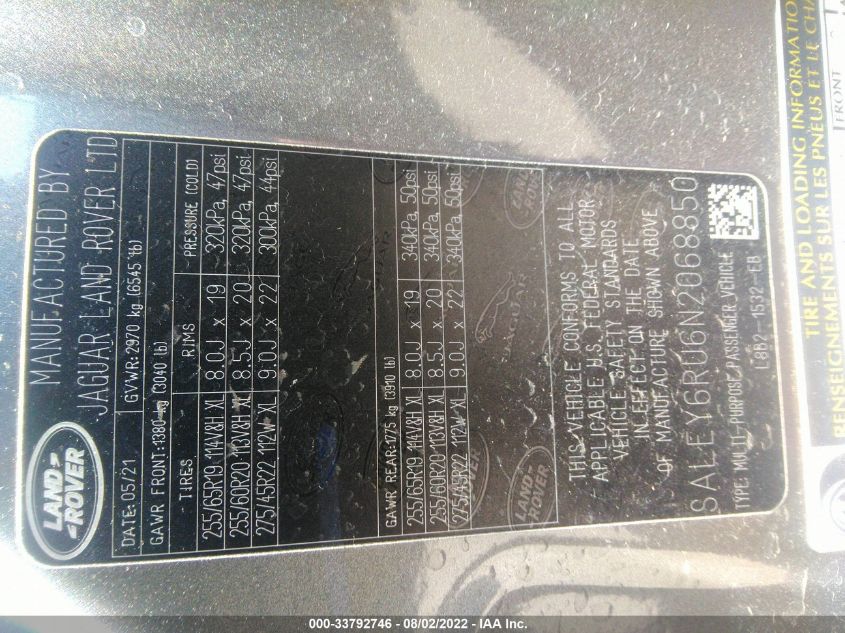 LAND-
-ROVER
MANUFACTURED BY
JAGUAR LAND ROVER LTD
DATE: 05/21 GVWR: 2970 kg (6545 lb)
GAWR FRONT: 1380 kg (3040 lb)
TIRES RIMS PRESSURE (COLD)
255/65R19 114V&H XL 8.0J x 19 320kPa, 47psi
255/60R20 113V&H XL 8.5J x 20 320kPa, 47psi
275/45R22 112W XL 9.0J x 22 300kPa, 44psi
GAWR REAR: 1775 kg (3910 lb)
255/65R19 114V&H XL 8.0J x 19 340kPa, 50psi
255/60R20 113V&H XL 8.5J x 20 340kPa, 50psi
275/45R22 112W XL 9.0J x 22 340kPa, 50psi
THIS VEHICLE CONFORMS TO ALL
APPLICABLE U.S. FEDERAL MOTOR
VEHICLE SAFETY STANDARDS
IN EFFECT ON THE DATE
OF MANUFACTURE SHOWN ABOVE
SALEY6RU6N2068850
TYPE: MULTI-PURPOSE PASSENGER VEHICLE
L8B2-1532-EB
JAGUAR
LAND-
-ROVER
TIRE AND LOADING INFORMATION
RENSEIGNEMENTS SUR LES PNEUS ET LE CHA
FRONT
000-33792746 - 08/02/2022 - IAA Inc.